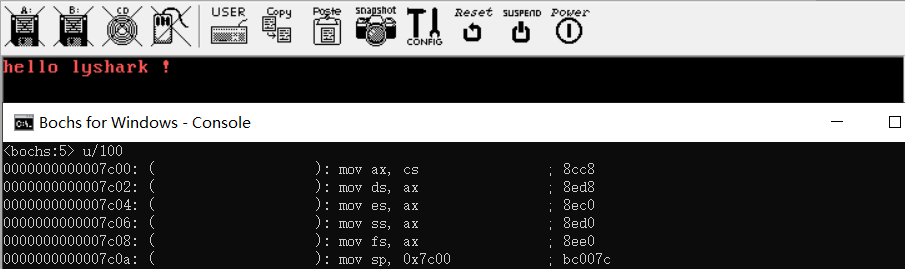 A: B: CD USER Copy Poste snapshot CONFIG Reset SUSPEND Power
hello lyshark !
C:\. Bochs for Windows - Console
<bochs:5> u/100
0000000000007c00: (                    ): mov ax, cs                ; 8cc8
0000000000007c02: (                    ): mov ds, ax                ; 8ed8
0000000000007c04: (                    ): mov es, ax                ; 8ec0
0000000000007c06: (                    ): mov ss, ax                ; 8ed0
0000000000007c08: (                    ): mov fs, ax                ; 8ee0
0000000000007c0a: (                    ): mov sp, 0x7c00            ; bc007c